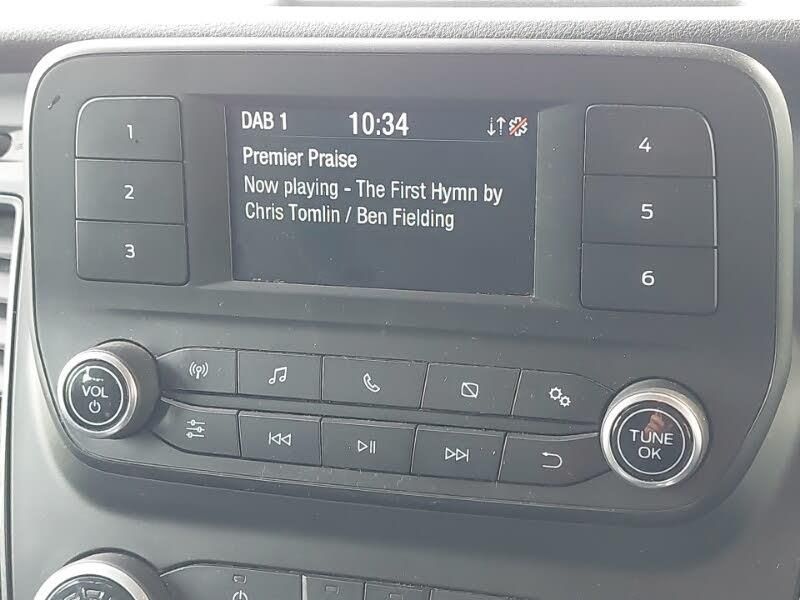 DAB 1 10:34
Premier Praise
Now playing - The First Hymn by
Chris Tomlin / Ben Fielding
1
2
3
4
5
6
VOL
TUNE
OK